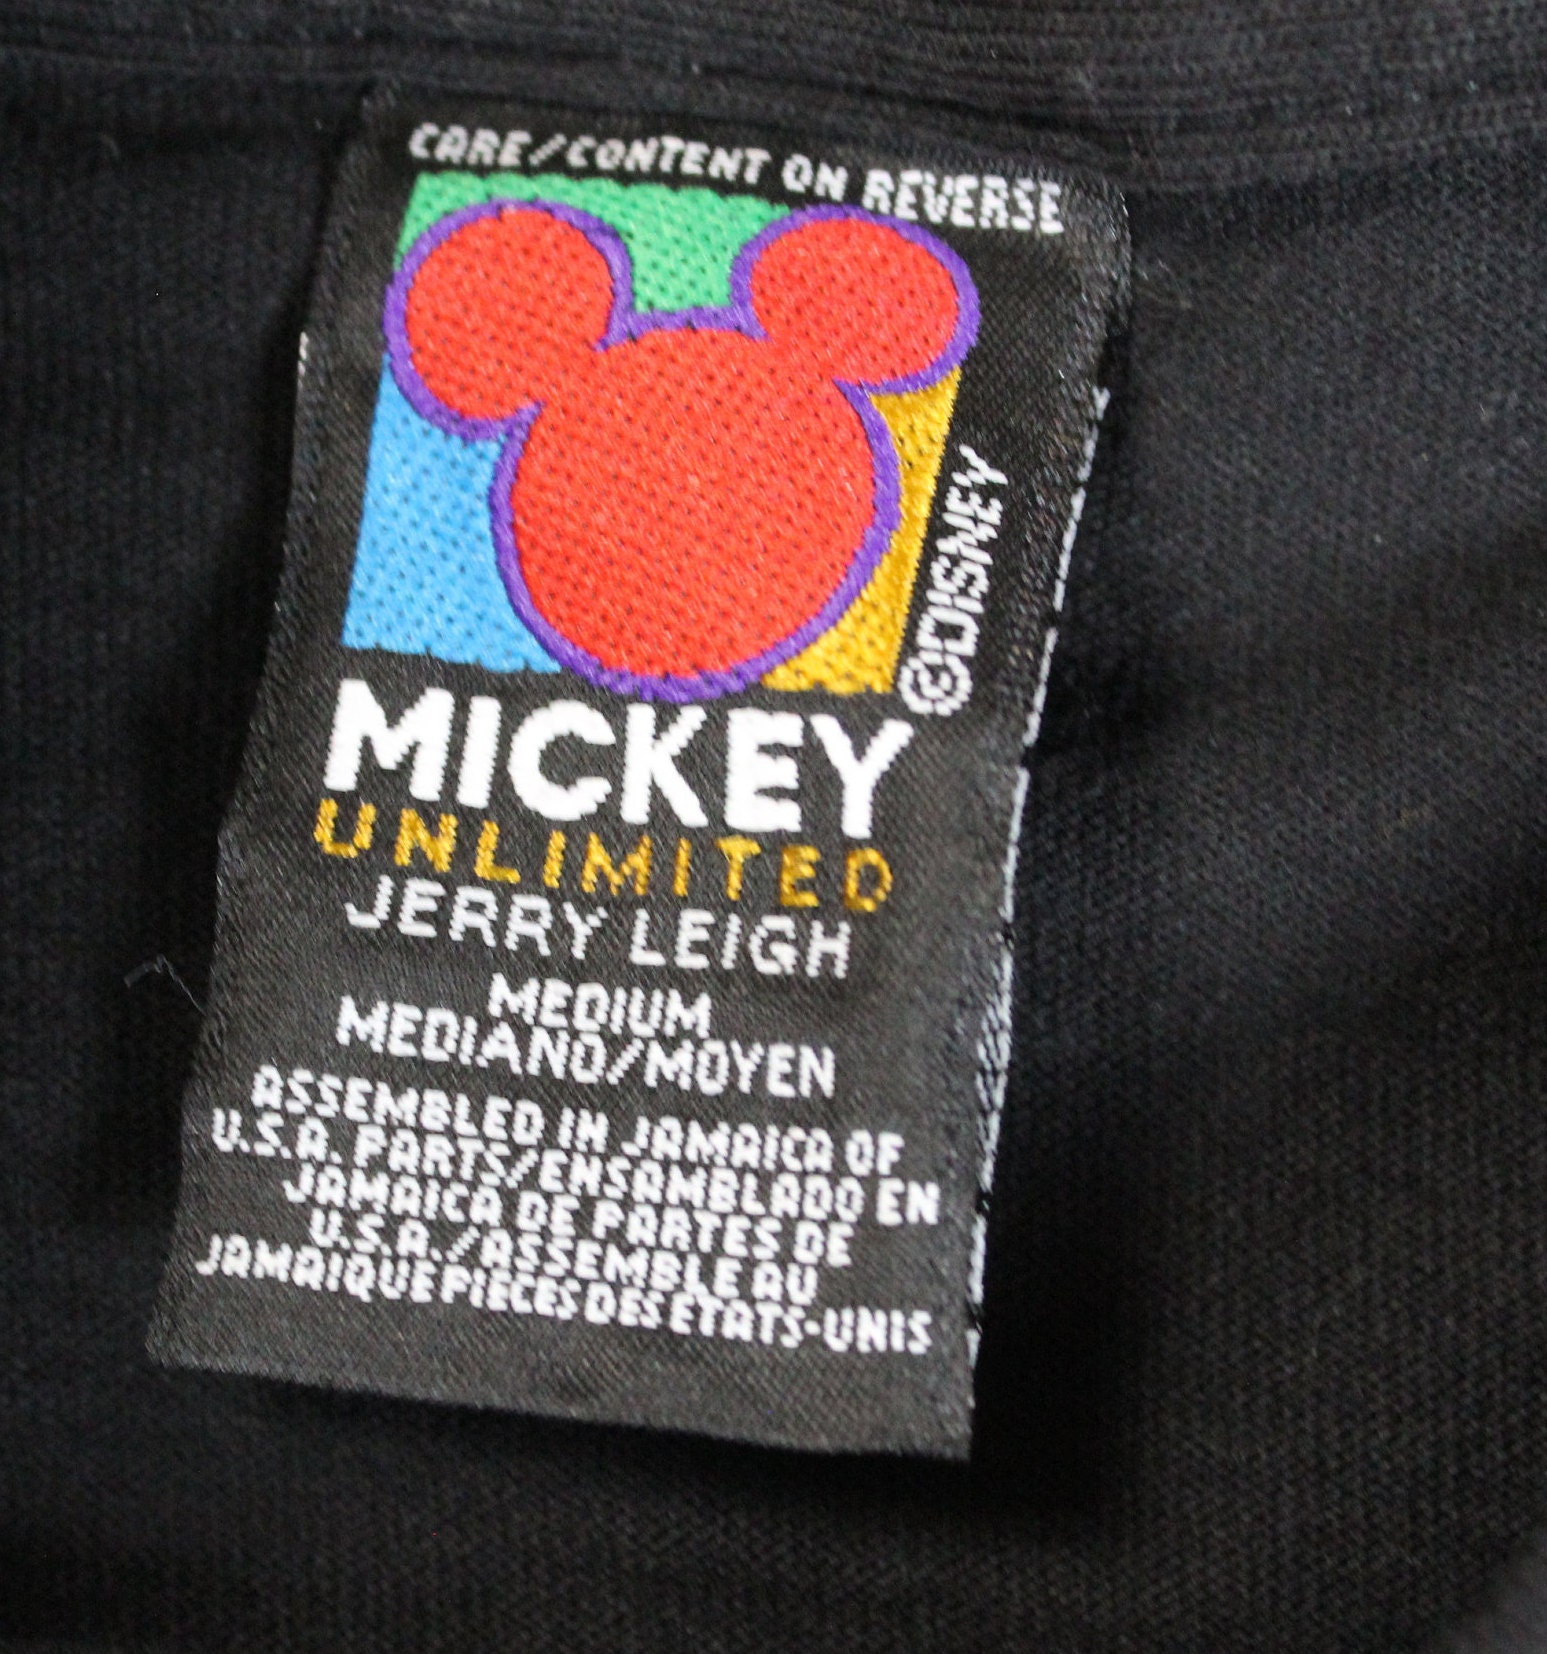 CARE/CONTENT ON REVERSE
©DISNEY
MICKEY
UNLIMITED
JERRY LEIGH
MEDIUM
MEDIANO/MOYEN
ASSEMBLED IN JAMAICA OF
U.S.A. PARTS/ENSAMBLADO EN
JAMAICA DE PARTES DE
U.S.A./ASSEMBLE AU
JAMAIQUE PIECES DES ETATS-UNIS